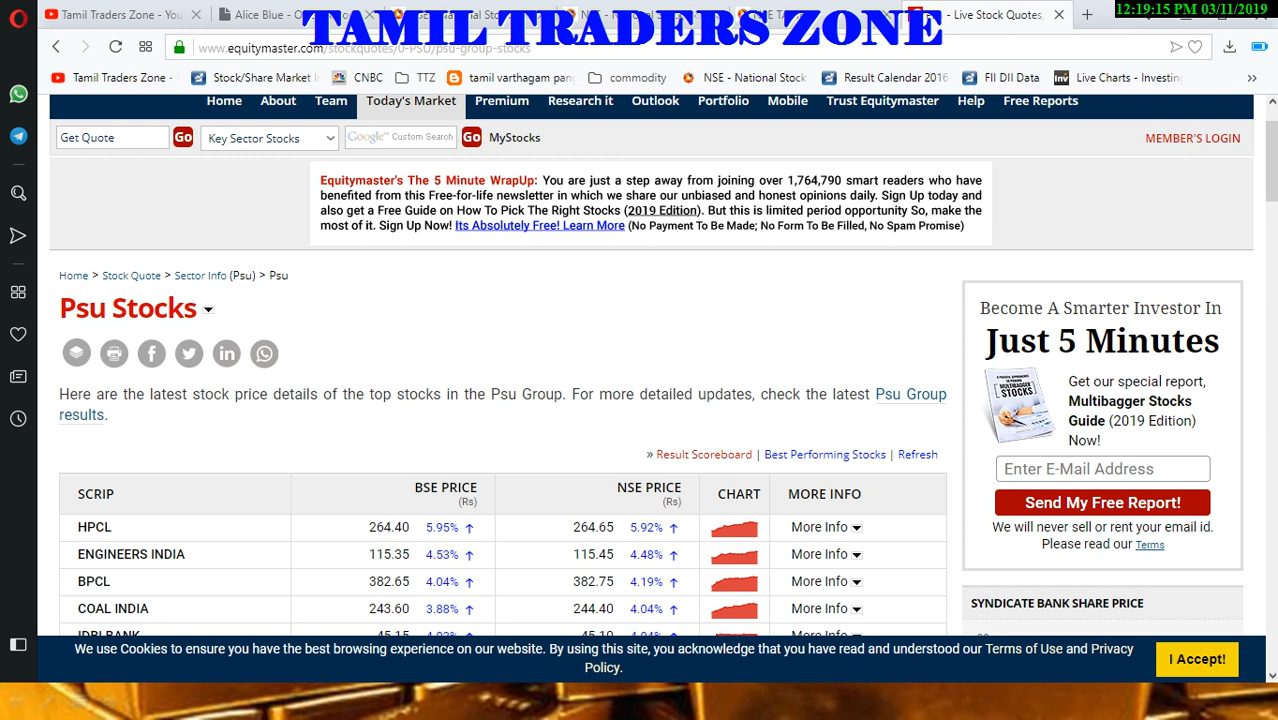 Tamil Traders Zone - You
Alice Blue - O
Live Stock Quotes,
12:19:15 PM 03/11/2019
TAMIL TRADERS ZONE
www.equitymaster.com/stockquotes/0-PSU/psu-group-stocks
Tamil Traders Zone - Stock/Share Market I CNBC TTZ tamil varthagam pang commodity NSE - National Stock Result Calendar 2016 FII DII Data Live Charts - Investing
Home About Team Today's Market Premium Research it Outlook Portfolio Mobile Trust Equitymaster Help Free Reports
Get Quote Go Key Sector Stocks Google™ Custom Search Go MyStocks MEMBER'S LOGIN
Equitymaster's The 5 Minute WrapUp: You are just a step away from joining over 1,764,790 smart readers who have
benefited from this Free-for-life newsletter in which we share our unbiased and honest opinions daily. Sign Up today and
also get a Free Guide on How To Pick The Right Stocks (2019 Edition). But this is limited period opportunity So, make the
most of it. Sign Up Now! Its Absolutely Free! Learn More (No Payment To Be Made; No Form To Be Filled, No Spam Promise)
Home > Stock Quote > Sector Info (Psu) > Psu
Psu Stocks
Here are the latest stock price details of the top stocks in the Psu Group. For more detailed updates, check the latest Psu Group
results.
» Result Scoreboard | Best Performing Stocks | Refresh
SCRIP BSE PRICE (Rs) NSE PRICE (Rs) CHART MORE INFO
HPCL 264.40 5.95% ↑ 264.65 5.92% ↑ More Info
ENGINEERS INDIA 115.35 4.53% ↑ 115.45 4.48% ↑ More Info
BPCL 382.65 4.04% ↑ 382.75 4.19% ↑ More Info
COAL INDIA 243.60 3.88% ↑ 244.40 4.04% ↑ More Info
Become A Smarter Investor In
Just 5 Minutes
MULTIBAGGER
STOCKS
Get our special report,
Multibagger Stocks
Guide (2019 Edition)
Now!
Enter E-Mail Address
Send My Free Report!
We will never sell or rent your email id.
Please read our Terms
SYNDICATE BANK SHARE PRICE
We use Cookies to ensure you have the best browsing experience on our website. By using this site, you acknowledge that you have read and understood our Terms of Use and Privacy
Policy.
I Accept!